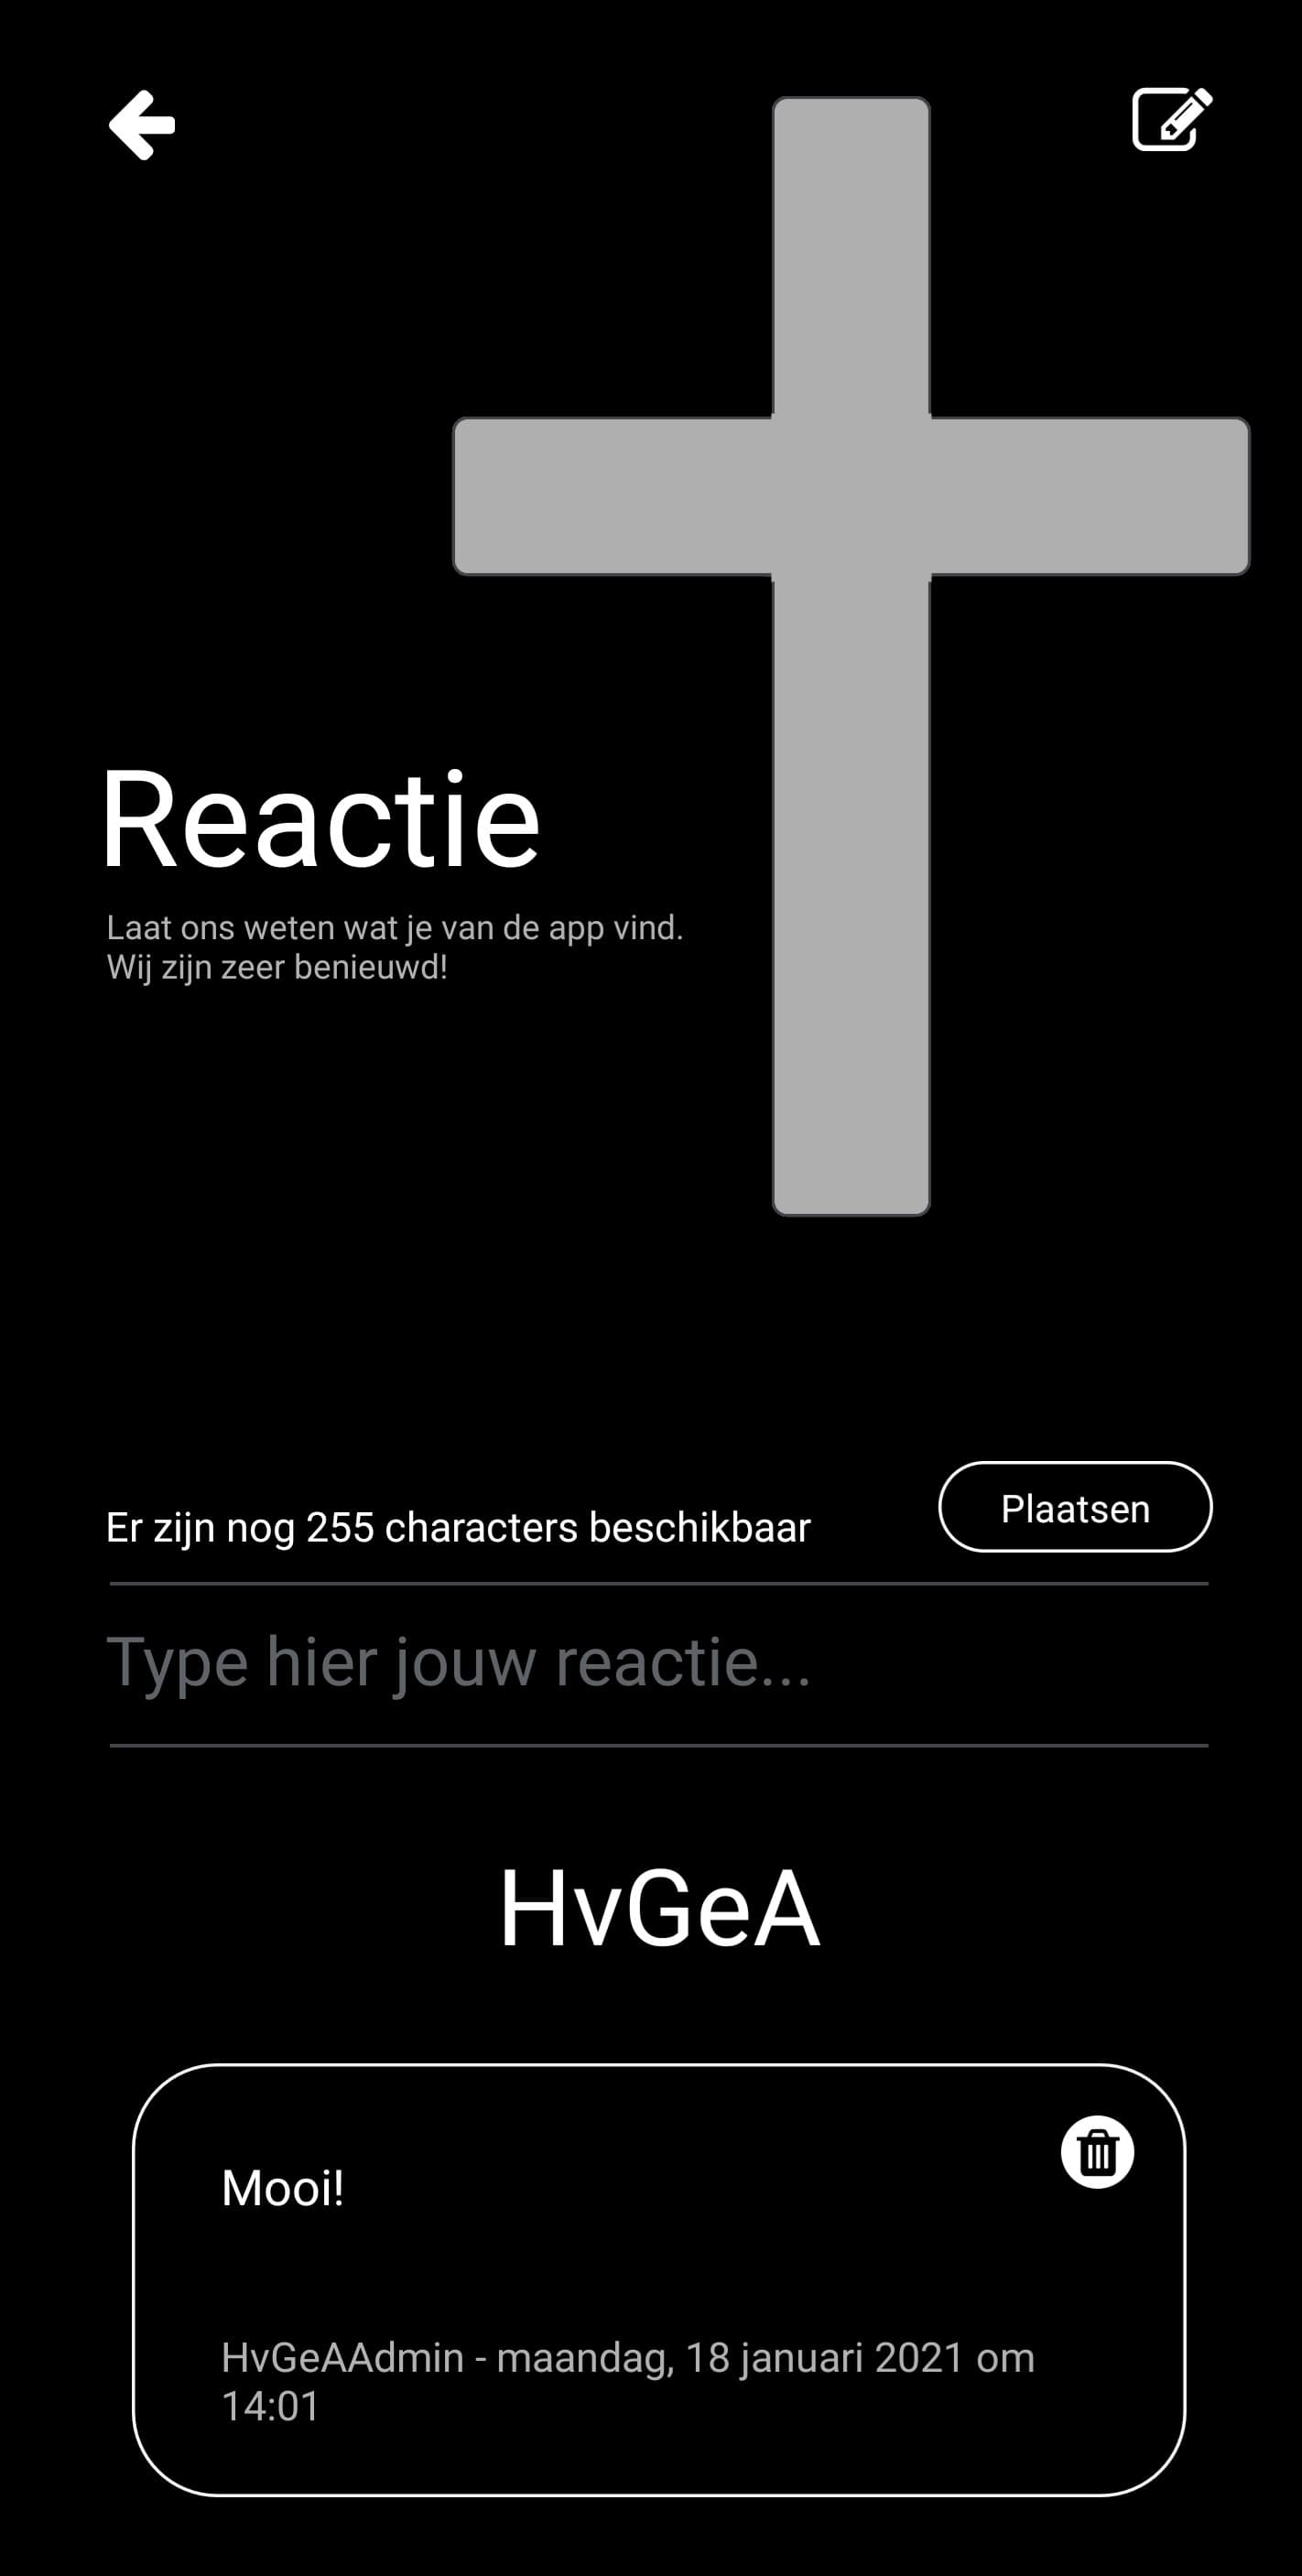 Reactie
Laat ons weten wat je van de app vind.
Wij zijn zeer benieuwd!
Er zijn nog 255 characters beschikbaar
Plaatsen
Type hier jouw reactie...
HvGeA
Mooi!
HvGeAAdmin - maandag, 18 januari 2021 om
14:01